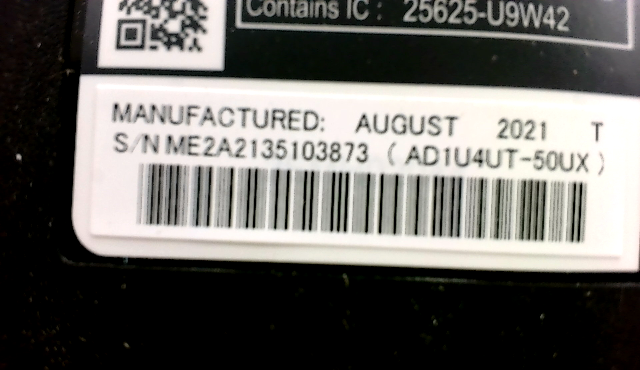 Contains IC : 25625-U9W42
MANUFACTURED: AUGUST 2021 T
S/N ME2A2135103873 ( AD1U4UT-50UX )